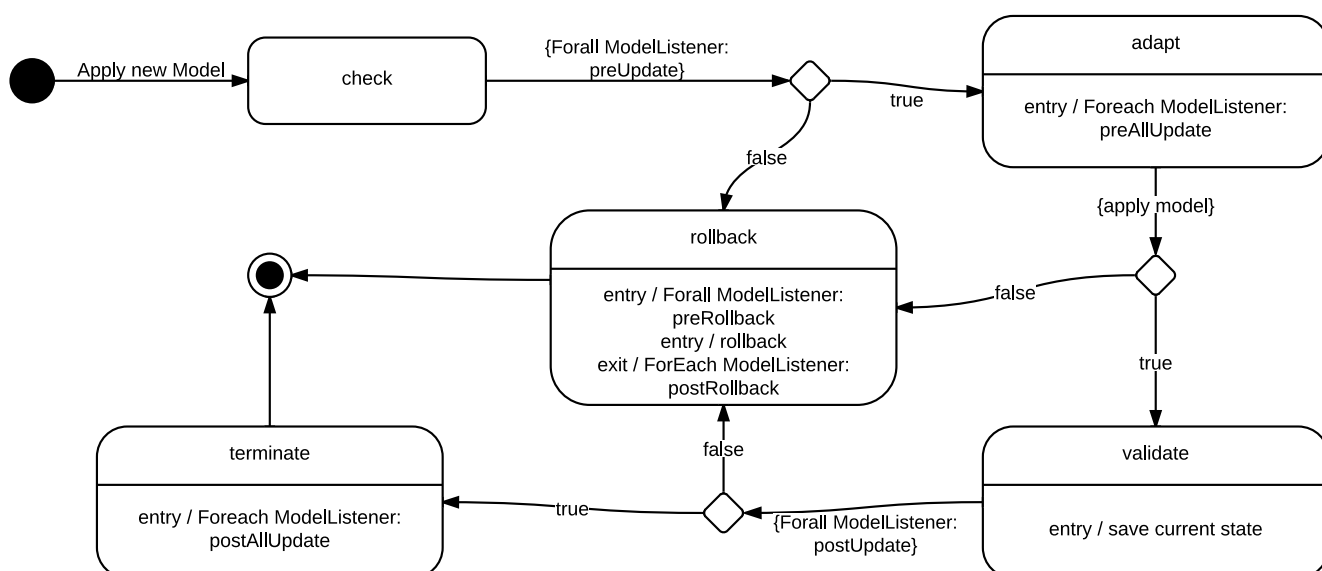 Apply new Model
check
{Forall ModelListener:
preUpdate}
true
false
adapt
entry / Foreach ModelListener:
preAllUpdate
{apply model}
false
true
rollback
entry / Forall ModelListener:
preRollback
entry / rollback
exit / ForEach ModelListener:
postRollback
validate
entry / save current state
{Forall ModelListener:
postUpdate}
false
true
terminate
entry / Foreach ModelListener:
postAllUpdate